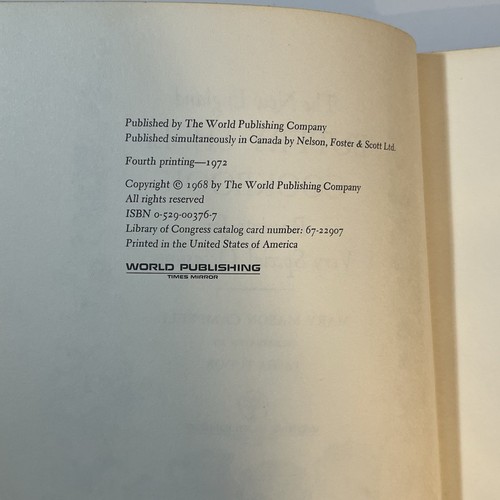 Published by The World Publishing Company
Published simultaneously in Canada by Nelson, Foster & Scott Ltd.
Fourth printing—1972
Copyright © 1968 by The World Publishing Company
All rights reserved
ISBN 0-529-00376-7
Library of Congress catalog card number: 67-22907
Printed in the United States of America
WORLD PUBLISHING
TIMES MIRROR